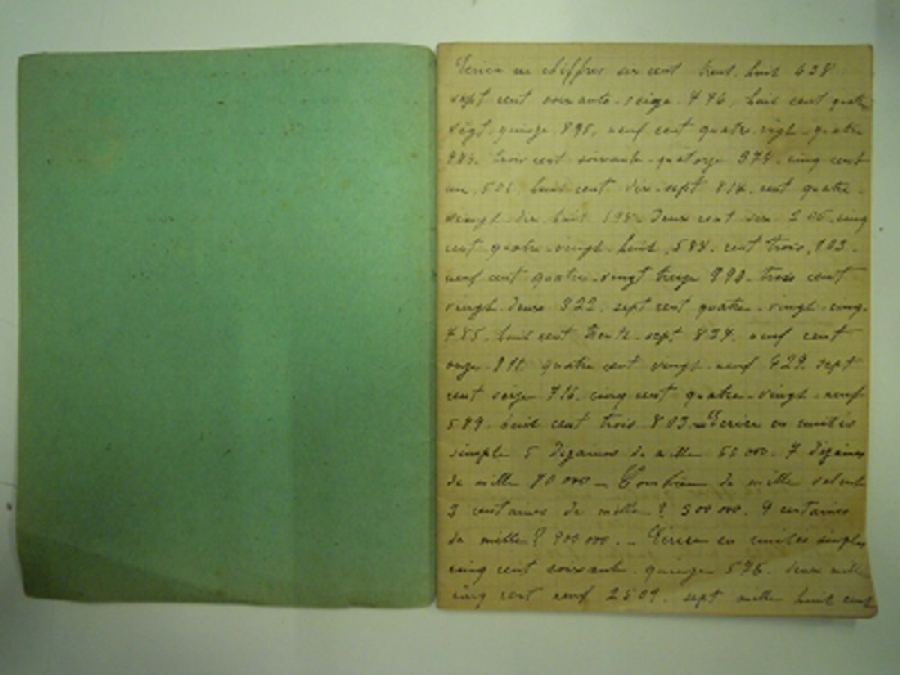 Ecrire en chiffres six cent trent huit 638
sept cent soixante-seize 776, huit cent quatre
vingt-quinze 895, neuf cent quatre-vingt-quatre
984. trois cent soixante-quatorze 374. cinq cent
un 501 huit cent dix-sept 817. cent quatre-
vingt-dix huit 198. Deux cent six 206. cinq
cent quatre-vingt-huit, 588. cent trois, 103.
neuf cent quatre-vingt treize 993. trois cent
vingt-deux 322. sept cent quatre-vingt-cinq.
785. huit cent trente-sept 837. neuf cent
onze. 911 quatre cent vingt-neuf 429. sept
cent seize 716. cinq cent quatre-vingt-neuf
589. huit cent trois 803. Ecrire en unités
simple 5 dizaines de mille 50 000. 7 dizaines
de mille 70 000 — Combien de mille valent
3 centaines de mille ? 300 000. 9 centaines
de mille ? 900 000. — Ecrire en unités simples
cinq cent soixante-quinze 575. deux mille
cinq cent neuf 2509. sept mille huit cent